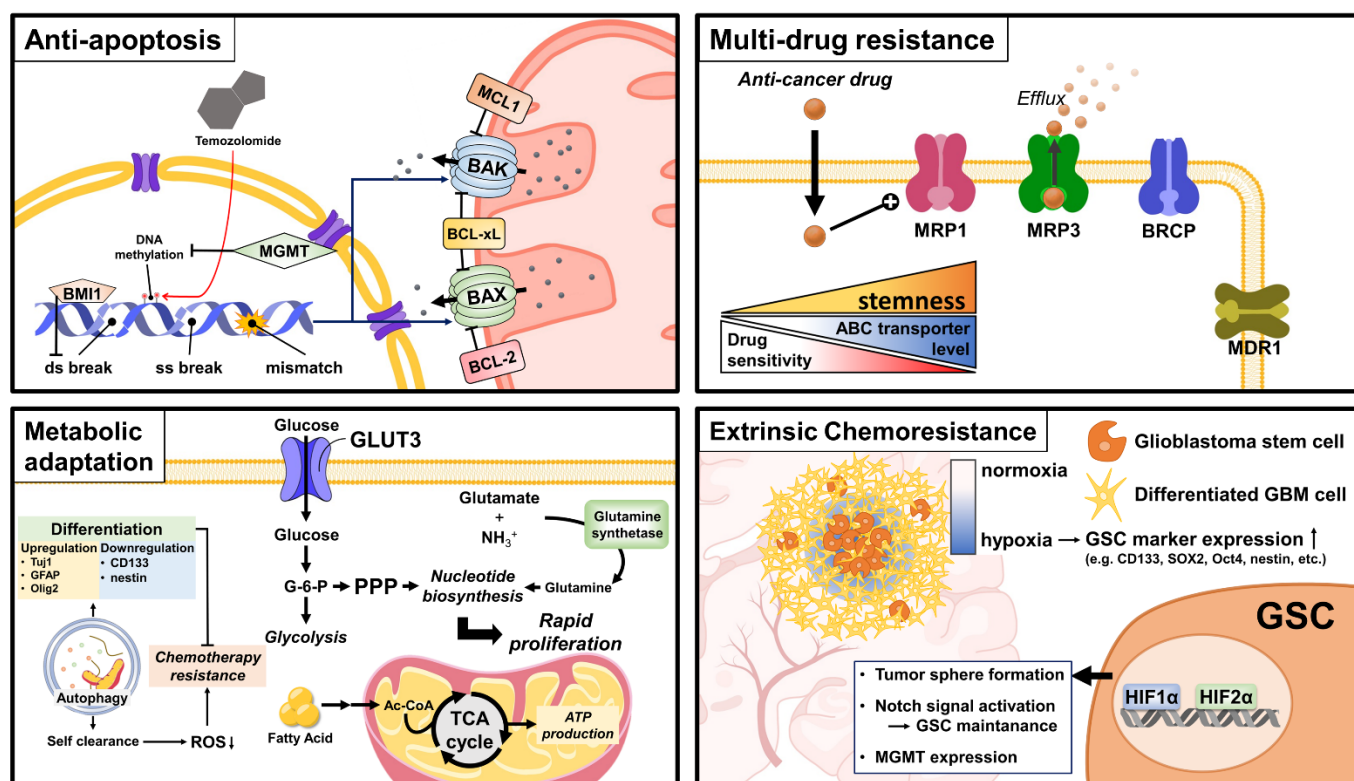 Anti-apoptosis
MCL1
Temozolomide
BAK
DNA
methylation
MGMT
BCL-xL
BMI1
BAX
BCL-2
ds break
ss break
mismatch
Multi-drug resistance
Anti-cancer drug
Efflux
MRP1
MRP3
BRCP
stemness
ABC transporter
level
Drug
sensitivity
MDR1
Metabolic
adaptation
Glucose
GLUT3
Glutamate
+
NH₃⁺
Glutamine
synthetase
Differentiation
Upregulation
• Tuj1
• GFAP
• Olig2
Downregulation
• CD133
• nestin
Glucose
G-6-P
PPP
Nucleotide
biosynthesis
Glutamine
Glycolysis
Rapid
proliferation
Chemotherapy
resistance
Autophagy
Self clearance
ROS↓
Fatty Acid
Ac-CoA
TCA
cycle
ATP
production
Extrinsic Chemoresistance
normoxia
hypoxia → GSC marker expression ↑
(e.g. CD133, SOX2, Oct4, nestin, etc.)
Glioblastoma stem cell
Differentiated GBM cell
GSC
HIF1α
HIF2α
• Tumor sphere formation
• Notch signal activation
→ GSC maintanance
• MGMT expression